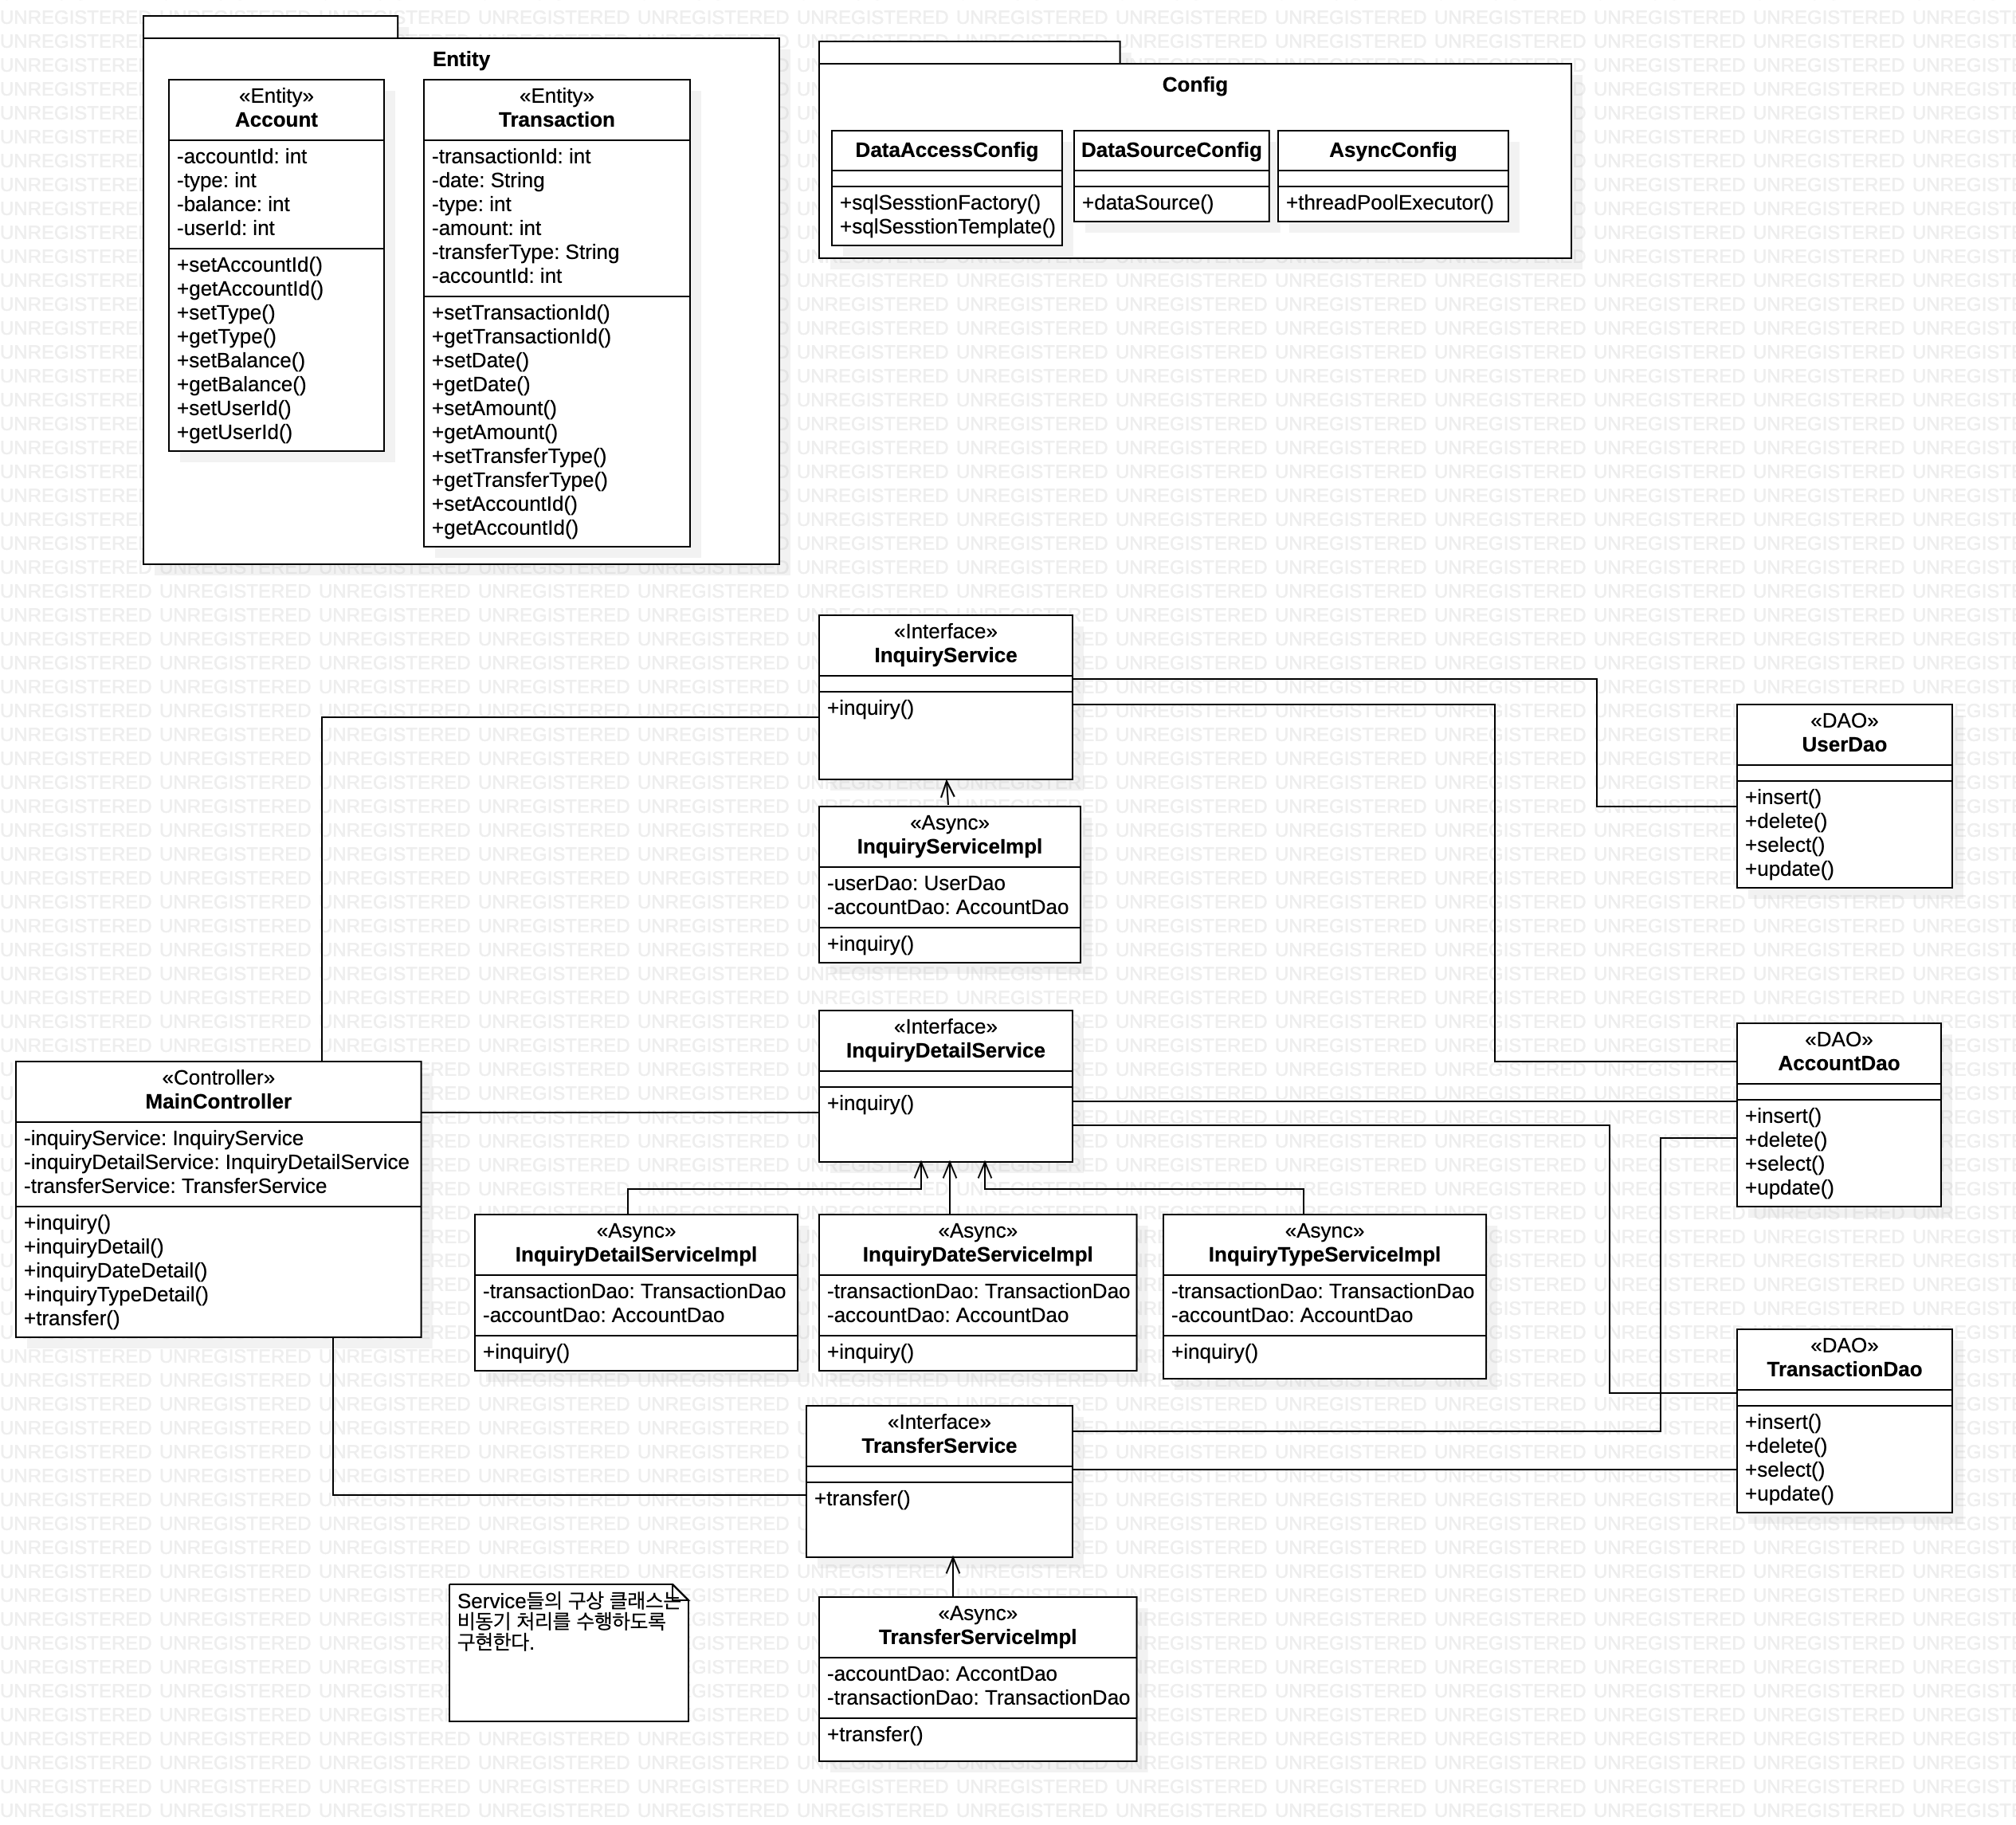 Entity
«Entity»
Account
-accountId: int
-type: int
-balance: int
-userId: int
+setAccountId()
+getAccountId()
+setType()
+getType()
+setBalance()
+getBalance()
+setUserId()
+getUserId()
«Entity»
Transaction
-transactionId: int
-date: String
-type: int
-amount: int
-transferType: String
-accountId: int
+setTransactionId()
+getTransactionId()
+setDate()
+getDate()
+setAmount()
+getAmount()
+setTransferType()
+getTransferType()
+setAccountId()
+getAccountId()
Config
DataAccessConfig
+sqlSesstionFactory()
+sqlSesstionTemplate()
DataSourceConfig
+dataSource()
AsyncConfig
+threadPoolExecutor()
«Interface»
InquiryService
+inquiry()
«Async»
InquiryServiceImpl
-userDao: UserDao
-accountDao: AccountDao
+inquiry()
«DAO»
UserDao
+insert()
+delete()
+select()
+update()
«Interface»
InquiryDetailService
+inquiry()
«DAO»
AccountDao
+insert()
+delete()
+select()
+update()
«Controller»
MainController
-inquiryService: InquiryService
-inquiryDetailService: InquiryDetailService
-transferService: TransferService
+inquiry()
+inquiryDetail()
+inquiryDateDetail()
+inquiryTypeDetail()
+transfer()
«Async»
InquiryDetailServiceImpl
-transactionDao: TransactionDao
-accountDao: AccountDao
+inquiry()
«Async»
InquiryDateServiceImpl
-transactionDao: TransactionDao
-accountDao: AccountDao
+inquiry()
«Async»
InquiryTypeServiceImpl
-transactionDao: TransactionDao
-accountDao: AccountDao
+inquiry()
«DAO»
TransactionDao
+insert()
+delete()
+select()
+update()
«Interface»
TransferService
+transfer()
Service들의 구상 클래스는
비동기 처리를 수행하도록
구현한다.
«Async»
TransferServiceImpl
-accountDao: AccontDao
-transactionDao: TransactionDao
+transfer()
UNREGISTERED